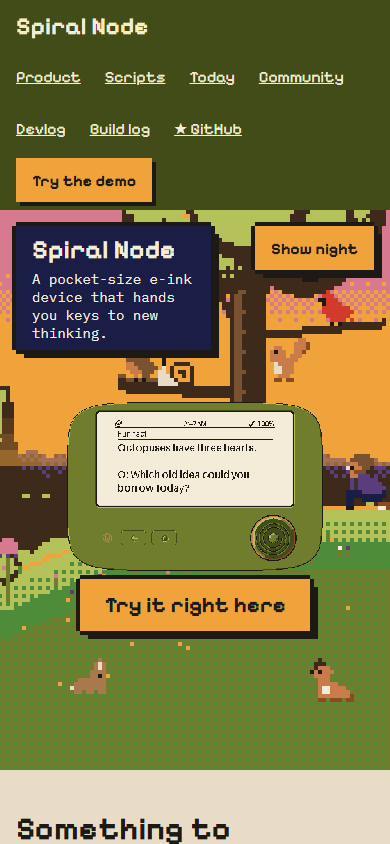 Spiral Node
Product Scripts Today Community
Devlog Build log ★ GitHub
Try the demo
Spiral Node
A pocket-size e-ink
device that hands
you keys to new
thinking.
Show night
100%
Fun fact
Octopuses have three hearts.
Q: Which old idea could you
borrow today?
Try it right here
Something to